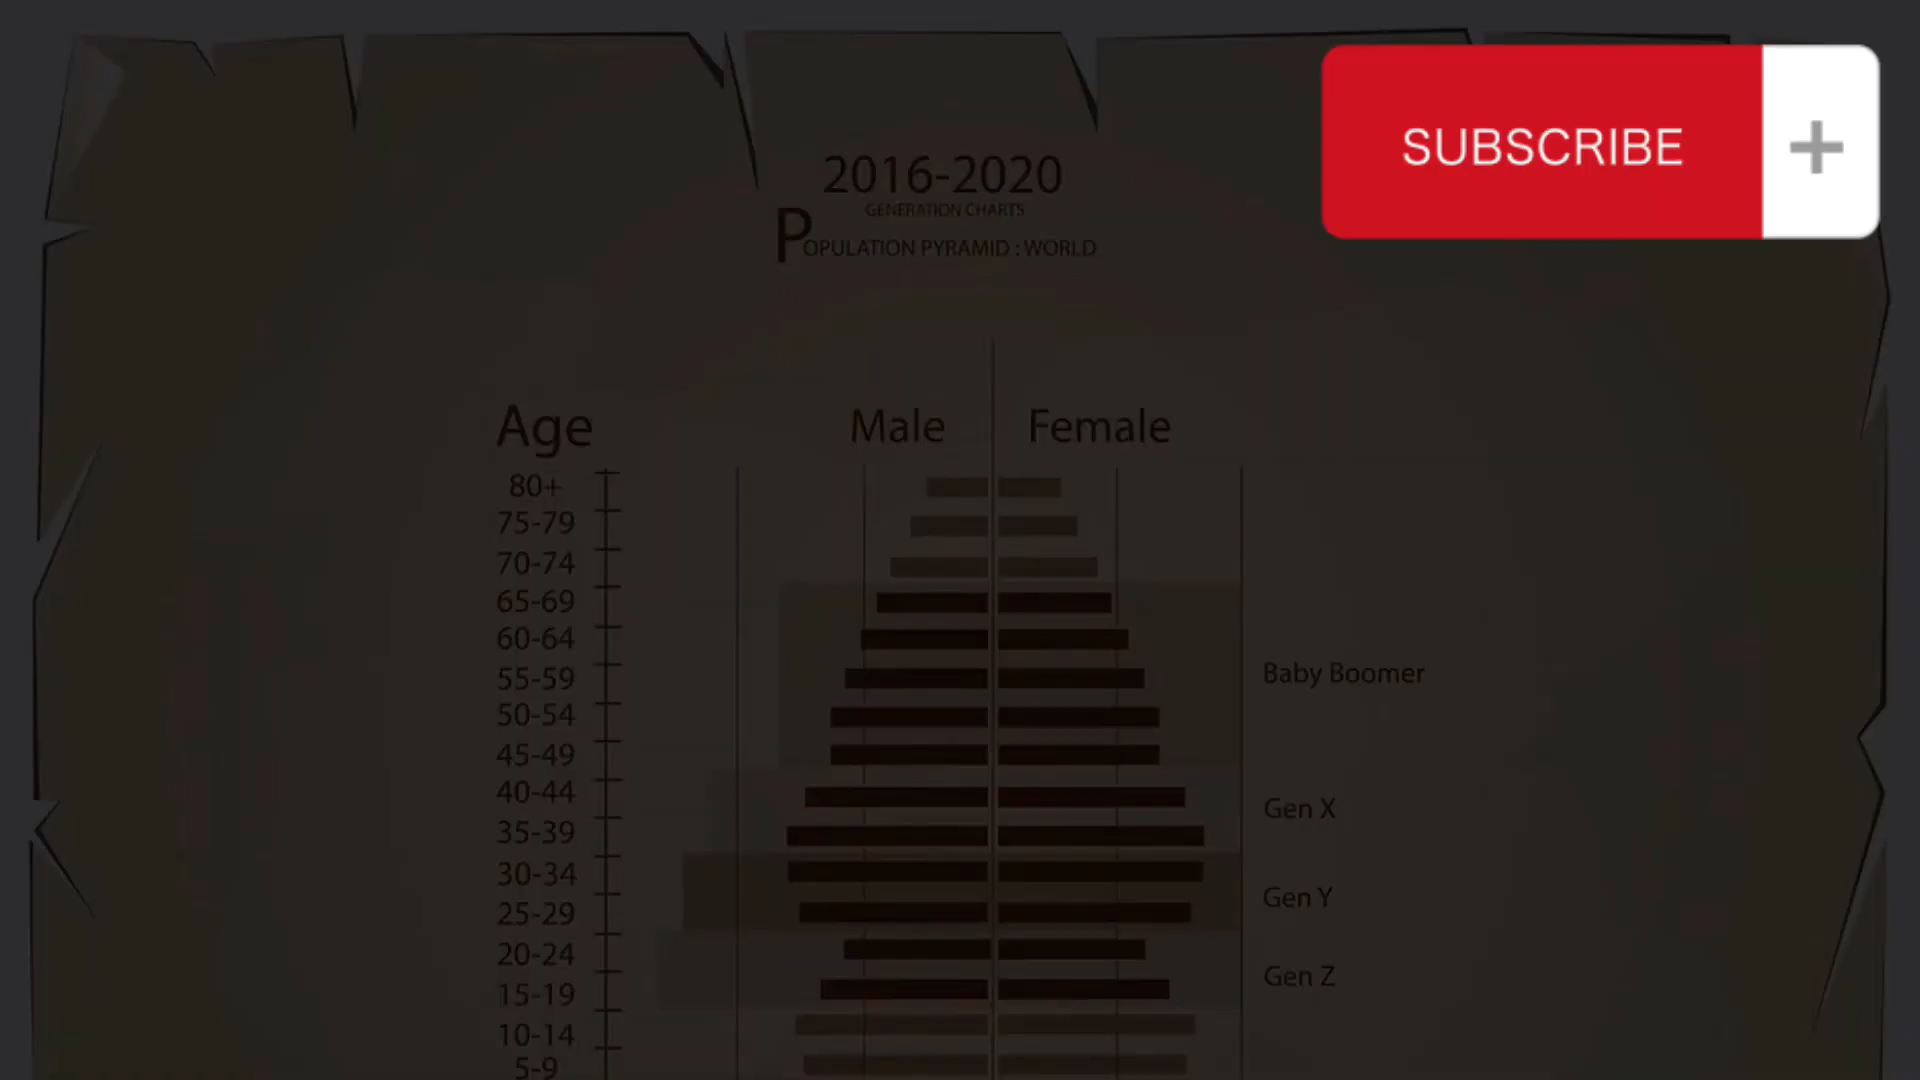 SUBSCRIBE
2016-2020
GENERATION CHARTS
POPULATION PYRAMID : WORLD
Age Male Female
80+
75-79
70-74
65-69
60-64
55-59
Baby Boomer
50-54
45-49
40-44
Gen X
35-39
30-34
Gen Y
25-29
20-24
Gen Z
15-19
10-14
5-9